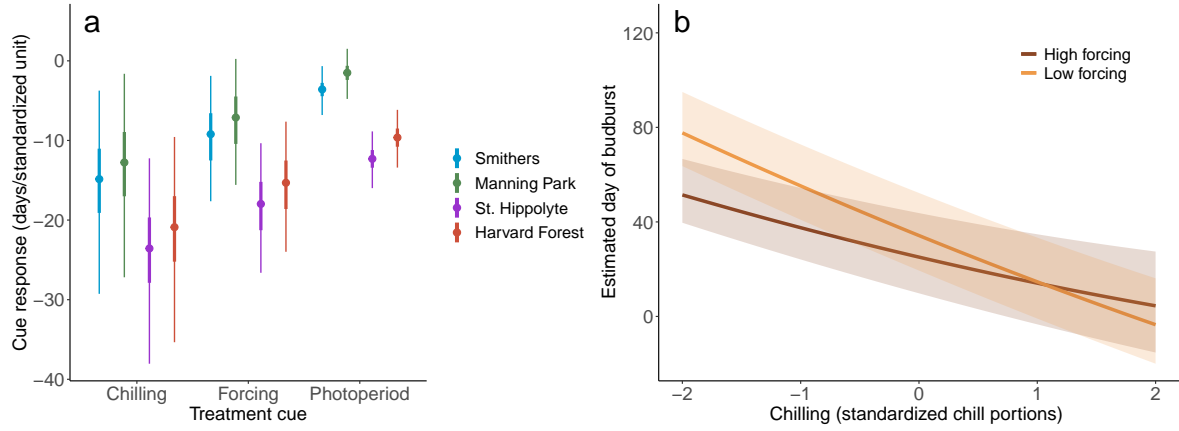 a
Cue response (days/standardized unit)
0
−10
−20
−30
−40
Chilling
Forcing
Photoperiod
Treatment cue
Smithers
Manning Park
St. Hippolyte
Harvard Forest
b
Estimated day of budburst
120
80
40
0
−2
−1
0
1
2
Chilling (standardized chill portions)
High forcing
Low forcing